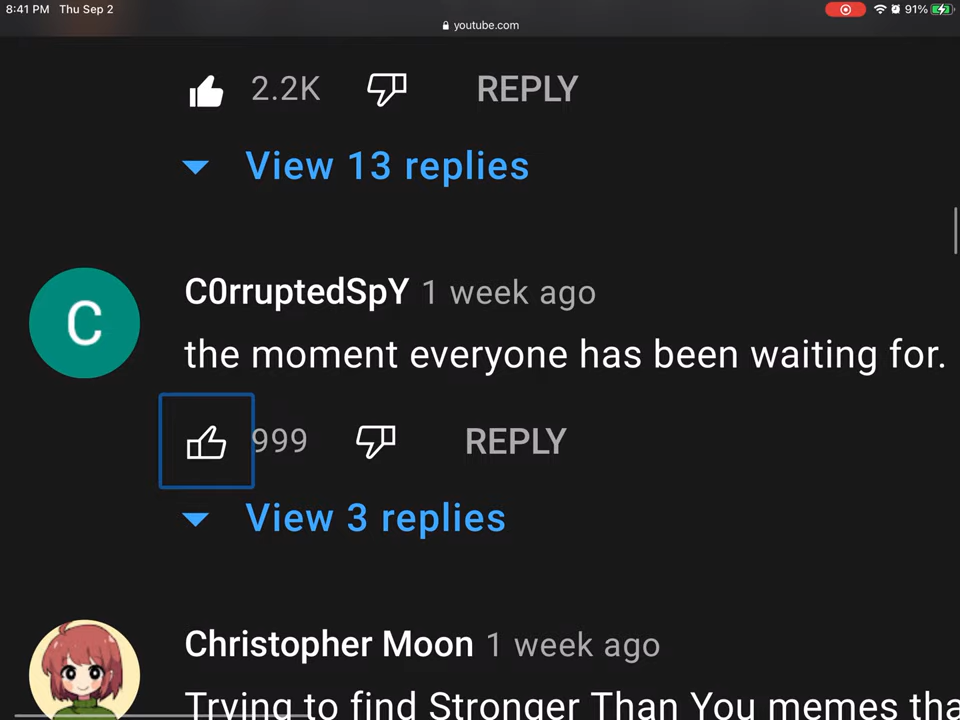 8:41 PM Thu Sep 2
91%
youtube.com
2.2K REPLY
View 13 replies
C
C0rruptedSpY 1 week ago
the moment everyone has been waiting for.
999 REPLY
View 3 replies
Christopher Moon 1 week ago
Trying to find Stronger Than You memes tha